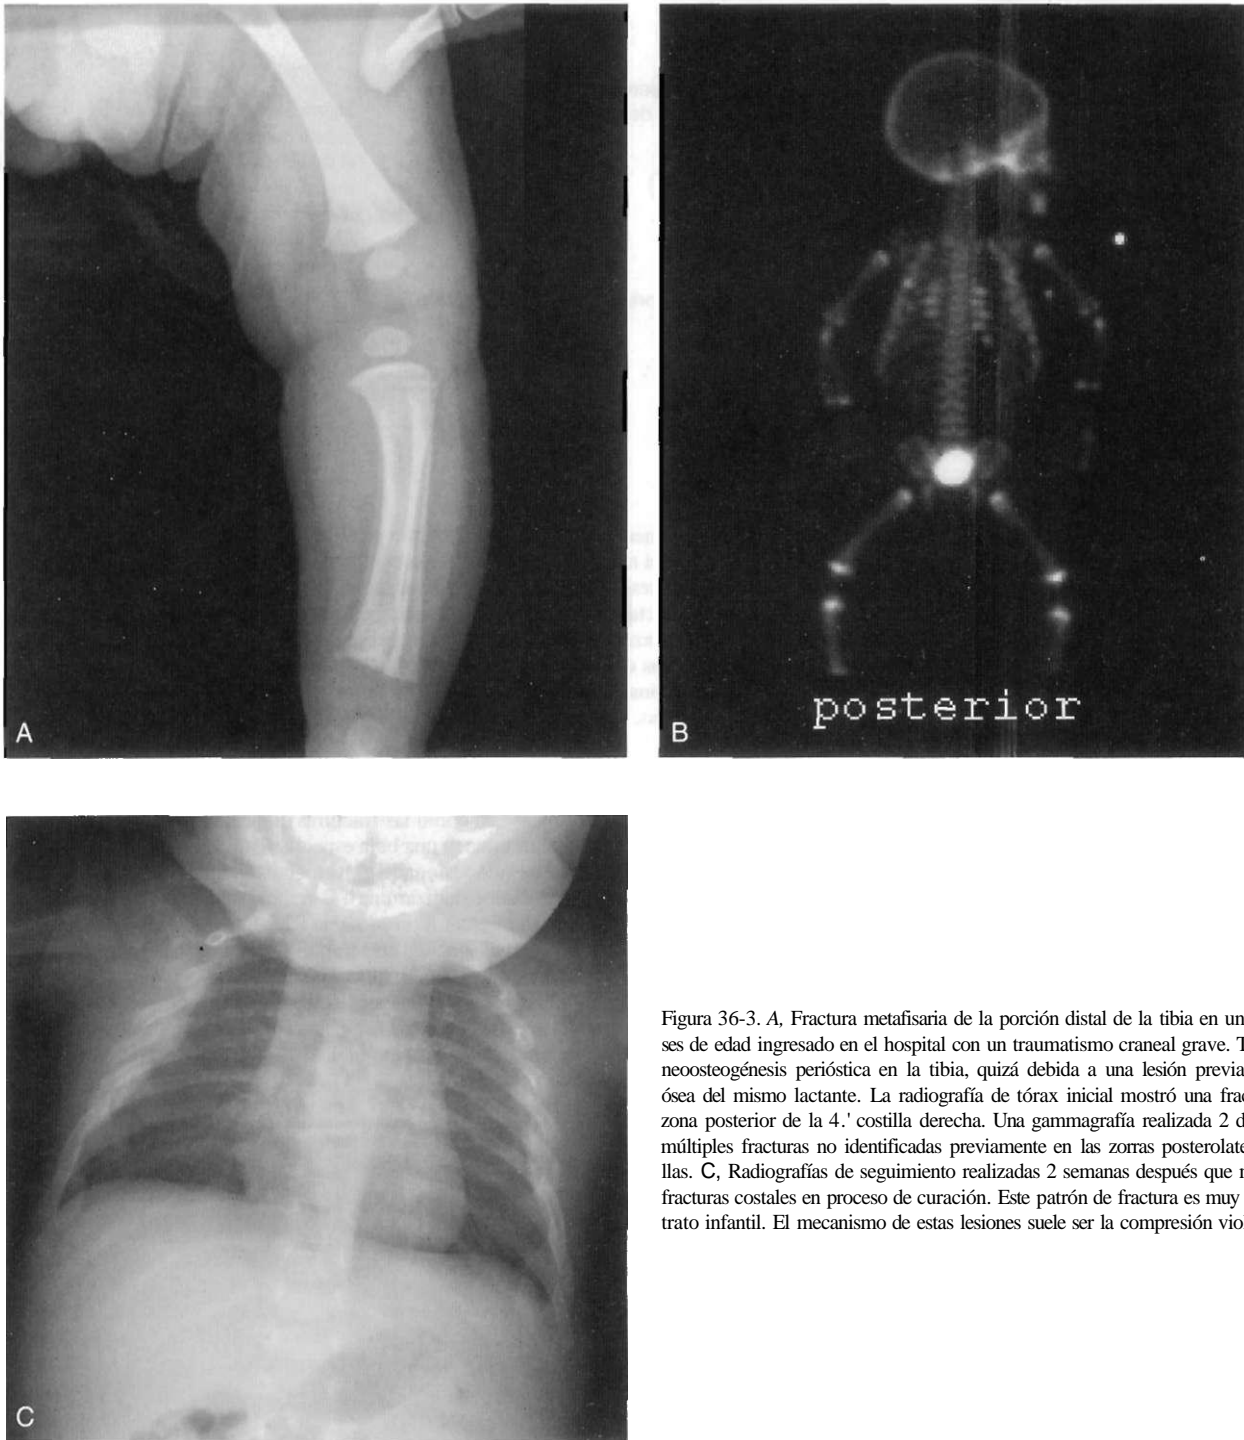 A
posterior
B
C
Figura 36-3. A, Fractura metafisaria de la porción distal de la tibia en un
ses de edad ingresado en el hospital con un traumatismo craneal grave. T
neoosteogénesis perióstica en la tibia, quizá debida a una lesión previa
ósea del mismo lactante. La radiografía de tórax inicial mostró una frac
zona posterior de la 4.' costilla derecha. Una gammagrafía realizada 2 d
múltiples fracturas no identificadas previamente en las zorras posterolate
llas. C, Radiografías de seguimiento realizadas 2 semanas después que m
fracturas costales en proceso de curación. Este patrón de fractura es muy
trato infantil. El mecanismo de estas lesiones suele ser la compresión viol